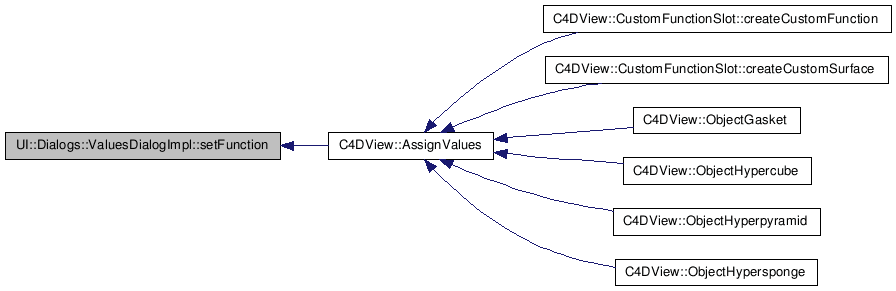 C4DView::CustomFunctionSlot::createCustomFunction
C4DView::CustomFunctionSlot::createCustomSurface
C4DView::ObjectGasket
UI::Dialogs::ValuesDialogImpl::setFunction
C4DView::AssignValues
C4DView::ObjectHypercube
C4DView::ObjectHyperpyramid
C4DView::ObjectHypersponge